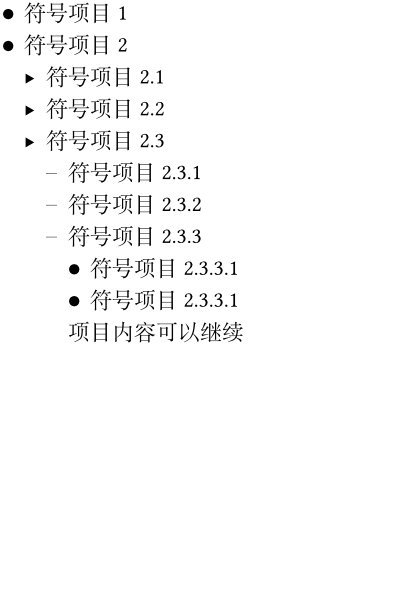 • 符号项目 1
• 符号项目 2
‣ 符号项目 2.1
‣ 符号项目 2.2
‣ 符号项目 2.3
– 符号项目 2.3.1
– 符号项目 2.3.2
– 符号项目 2.3.3
• 符号项目 2.3.3.1
• 符号项目 2.3.3.1
项目内容可以继续